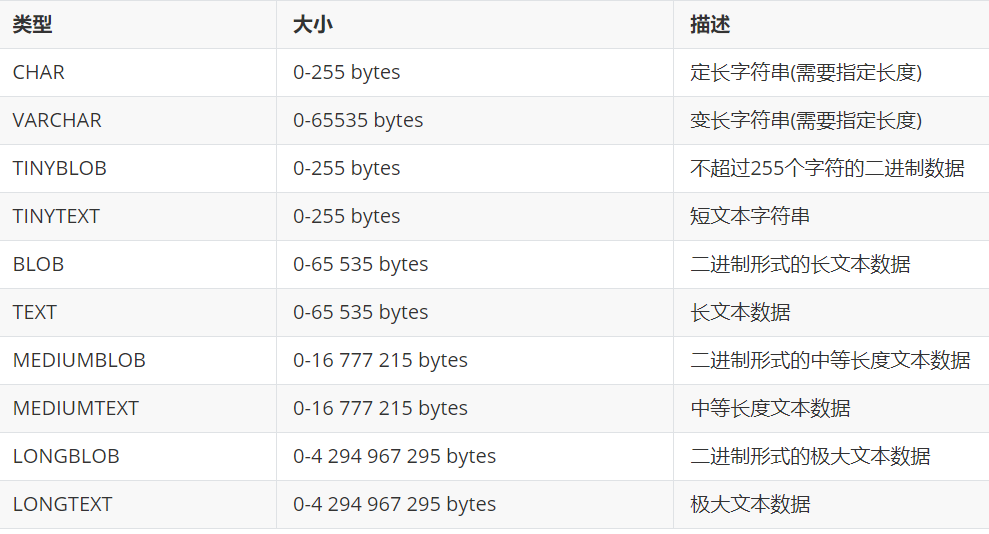 类型 大小 描述
CHAR 0-255 bytes 定长字符串(需要指定长度)
VARCHAR 0-65535 bytes 变长字符串(需要指定长度)
TINYBLOB 0-255 bytes 不超过255个字符的二进制数据
TINYTEXT 0-255 bytes 短文本字符串
BLOB 0-65 535 bytes 二进制形式的长文本数据
TEXT 0-65 535 bytes 长文本数据
MEDIUMBLOB 0-16 777 215 bytes 二进制形式的中等长度文本数据
MEDIUMTEXT 0-16 777 215 bytes 中等长度文本数据
LONGBLOB 0-4 294 967 295 bytes 二进制形式的极大文本数据
LONGTEXT 0-4 294 967 295 bytes 极大文本数据